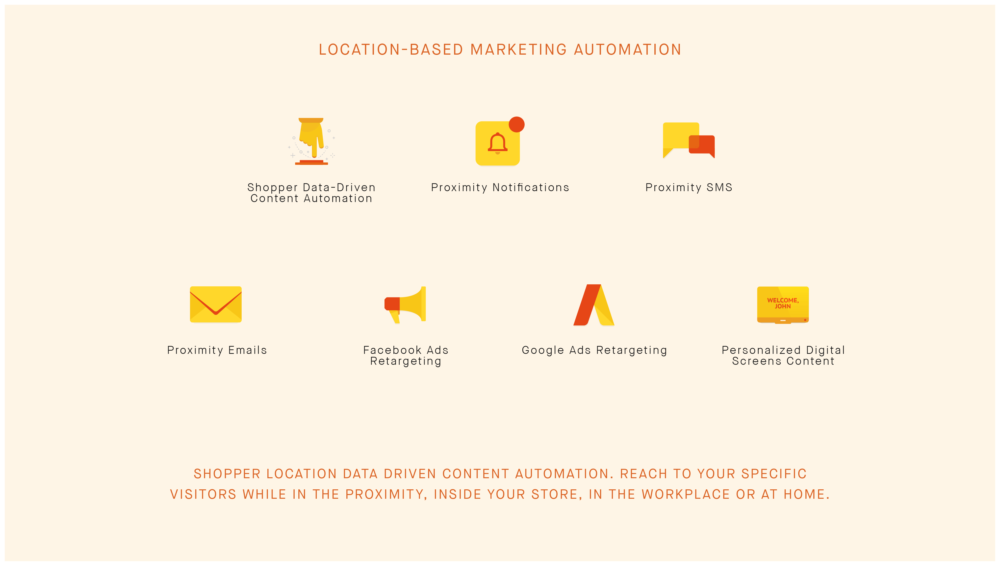 LOCATION-BASED MARKETING AUTOMATION
Shopper Data-Driven
Content Automation
Proximity Notifications
Proximity SMS
Proximity Emails
Facebook Ads
Retargeting
Google Ads Retargeting
WELCOME,
JOHN
Personalized Digital
Screens Content
SHOPPER LOCATION DATA DRIVEN CONTENT AUTOMATION. REACH TO YOUR SPECIFIC
VISITORS WHILE IN THE PROXIMITY, INSIDE YOUR STORE, IN THE WORKPLACE OR AT HOME.